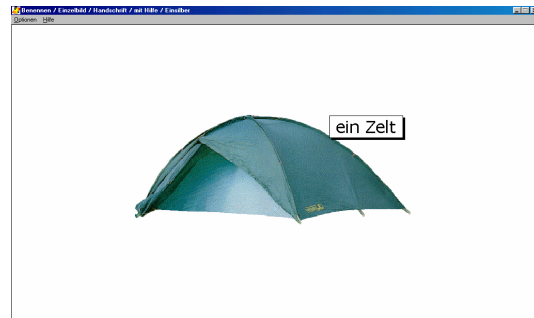 Benennen / Einzelbild / Handschrift / mit Hilfe / Einsilber
Optionen Hilfe
ein Zelt